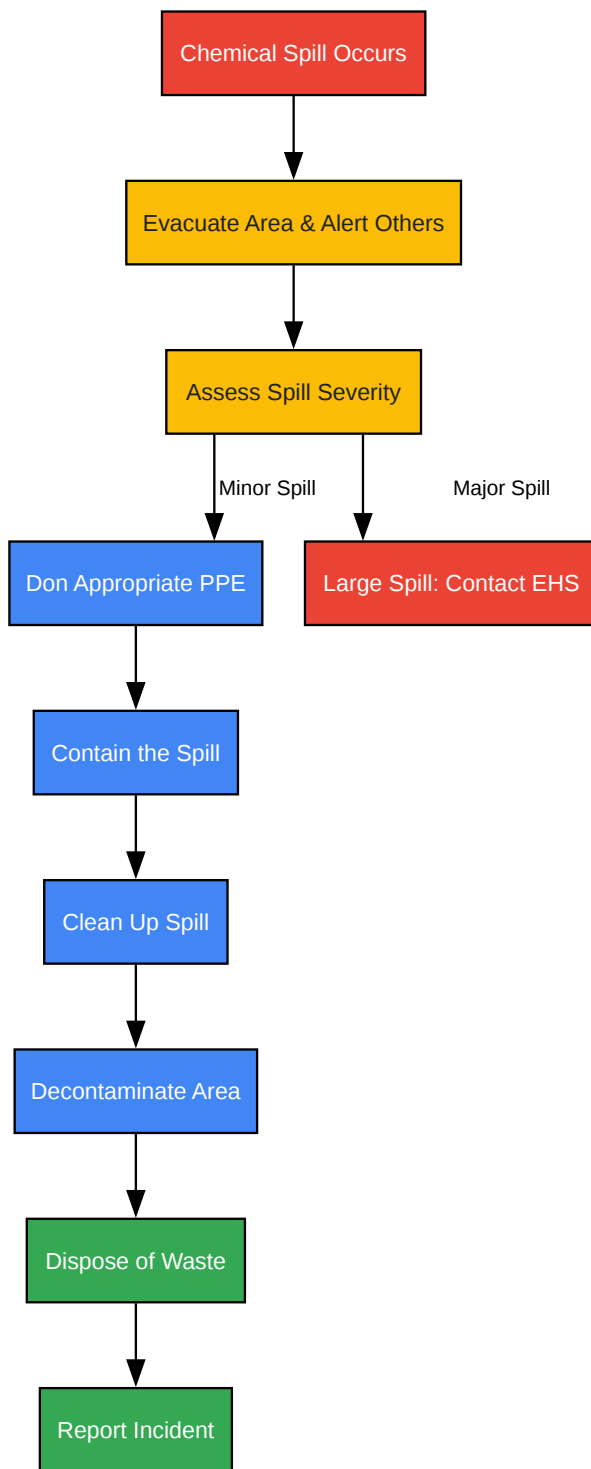 Chemical Spill Occurs
Evacuate Area & Alert Others
Assess Spill Severity
Minor Spill
Major Spill
Don Appropriate PPE
Large Spill: Contact EHS
Contain the Spill
Clean Up Spill
Decontaminate Area
Dispose of Waste
Report Incident